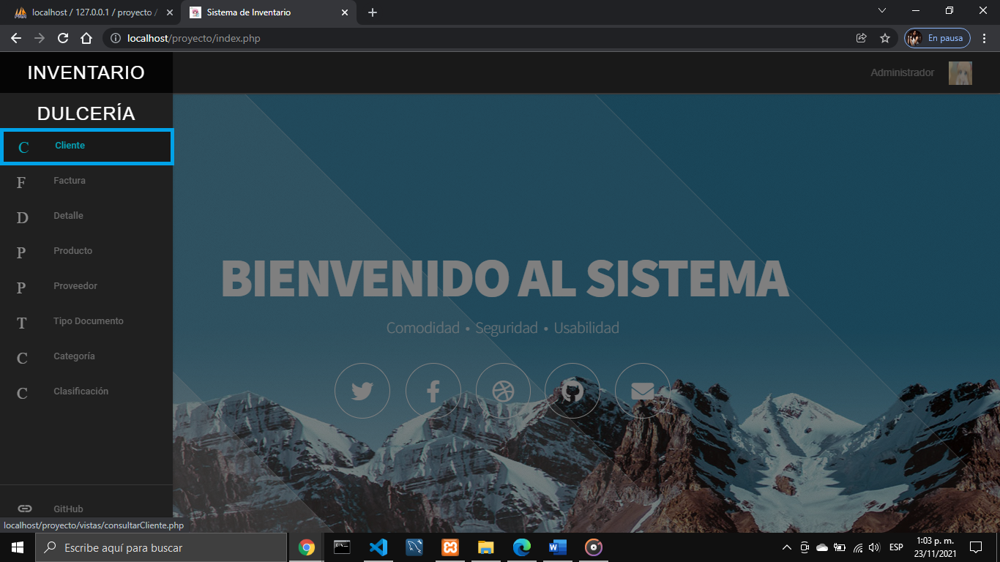 localhost / 127.0.0.1 / proyecto /
Sistema de Inventario
localhost/proyecto/index.php
En pausa
INVENTARIO
Administrador
DULCERÍA
C Cliente
F Factura
D Detalle
P Producto
P Proveedor
T Tipo Documento
C Categoría
C Clasificación
BIENVENIDO AL SISTEMA
Comodidad • Seguridad • Usabilidad
GitHub
localhost/proyecto/vistas/consultarCliente.php
Escribe aquí para buscar
ESP
1:03 p. m.
23/11/2021